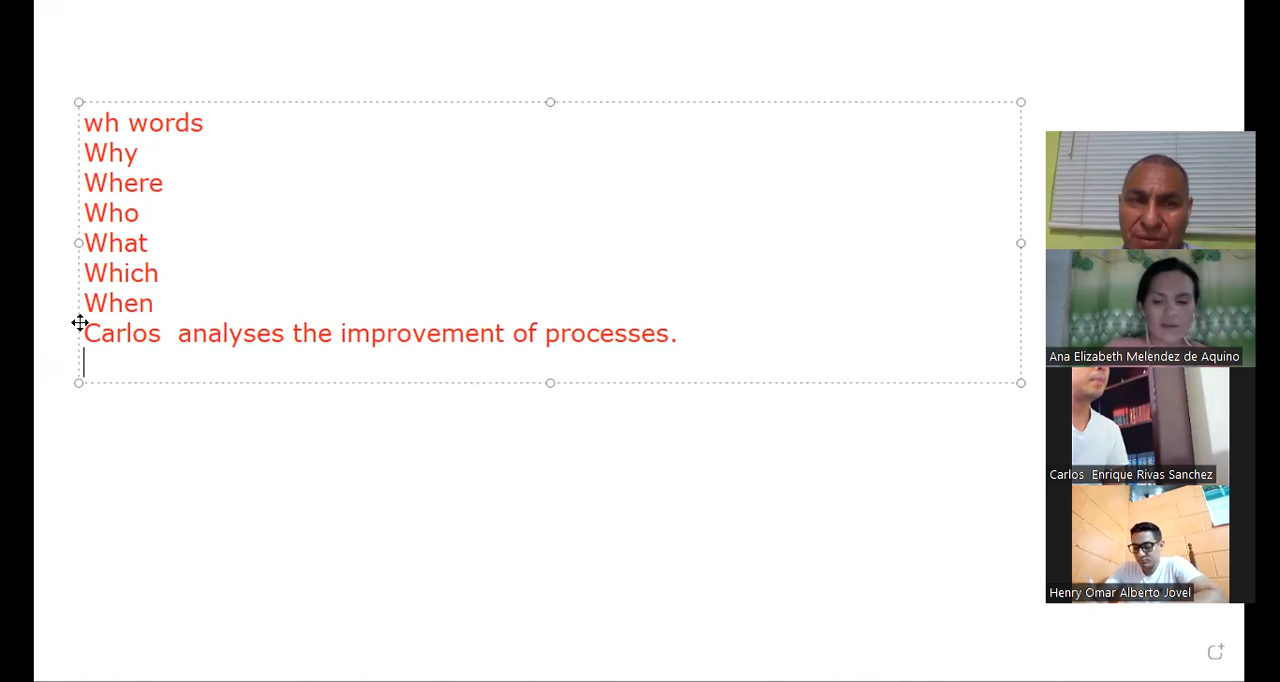 wh words
Why
Where
Who
What
Which
When
Carlos  analyses the improvement of processes.
Ana Elizabeth Melendez de Aquino
Carlos  Enrique Rivas Sanchez
Henry Omar Alberto Jovel